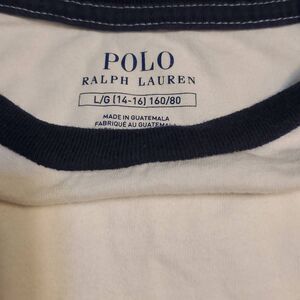 POLO
RALPH LAUREN
L/G (14-16) 160/80
MADE IN GUATEMALA
FABRIQUÉ AU GUATEMALA